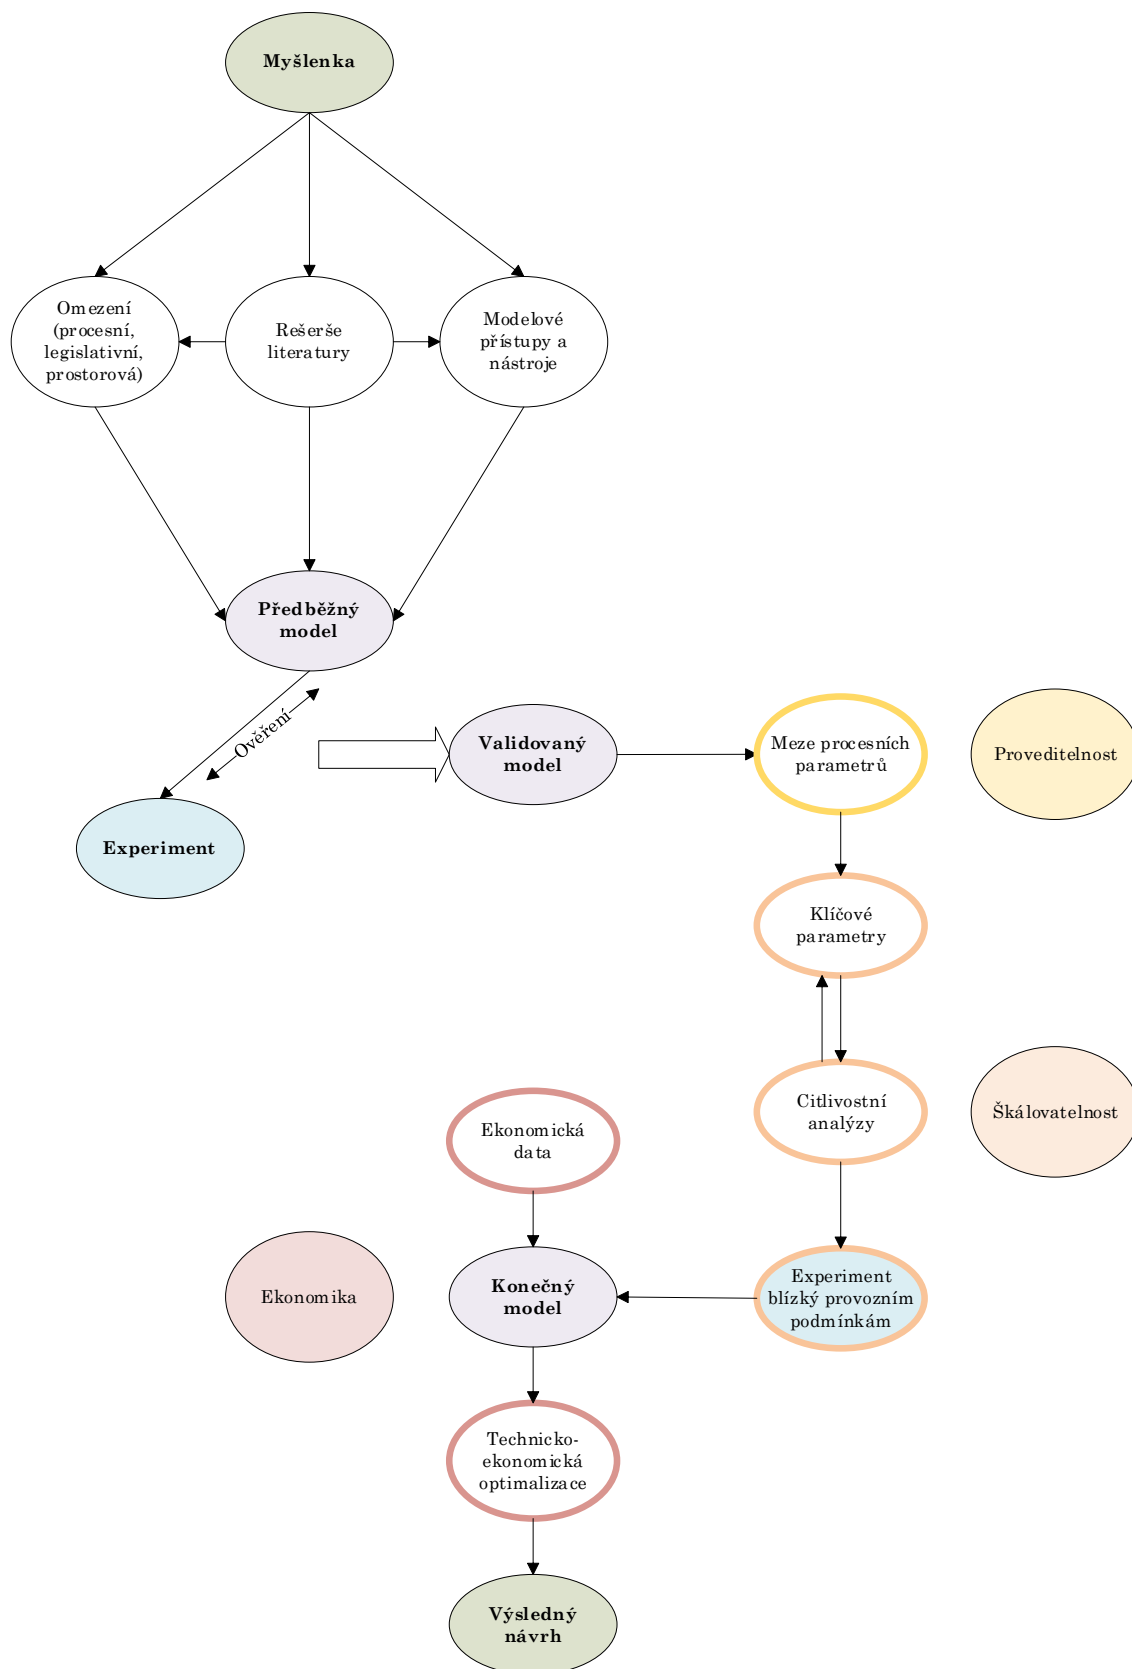 Myšlenka
Omezení
(procesní,
legislativní,
prostorová)
Rešerše
literatury
Modelové
přístupy a
nástroje
Předběžný
model
Ověření
Experiment
Validovaný
model
Meze procesních
parametrů
Proveditelnost
Klíčové
parametry
Citlivostní
analýzy
Škálovatelnost
Ekonomická
data
Ekonomika
Konečný
model
Experiment
blízký provozním
podmínkám
Technicko-
ekonomická
optimalizace
Výsledný
návrh